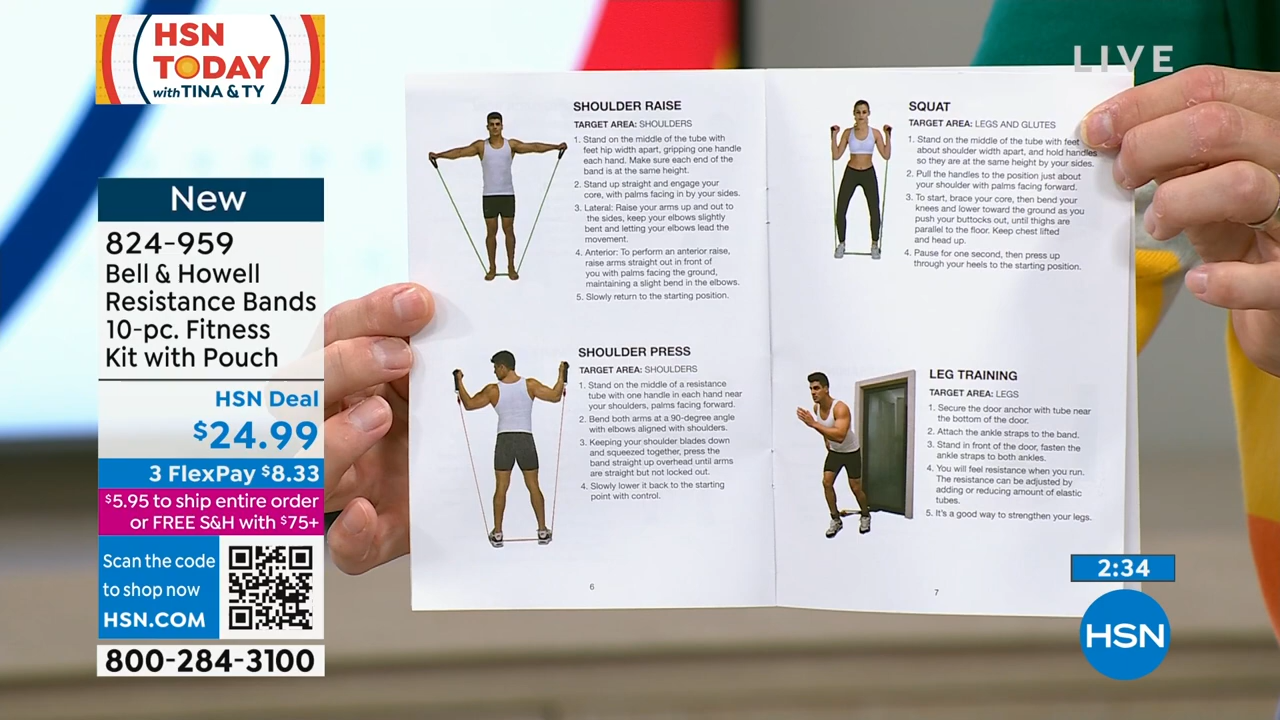 HSN
TODAY
with TINA & TY
LIVE
New
824-959
Bell & Howell
Resistance Bands
10-pc. Fitness
Kit with Pouch
HSN Deal
$24.99
3 FlexPay $8.33
$5.95 to ship entire order
or FREE S&H with $75+
Scan the code
to shop now
HSN.COM
800-284-3100
SHOULDER RAISE
TARGET AREA: SHOULDERS
1. Stand on the middle of the tube with
feet hip width apart, gripping one handle
each hand. Make sure each end of the
band is at the same height.
2. Stand up straight and engage your
core, with palms facing in by your sides.
3. Lateral: Raise your arms up and out to
the sides, keep your elbows slightly
bent and letting your elbows lead the
movement.
4. Anterior: To perform an anterior raise,
raise arms straight out in front of
you with palms facing the ground,
maintaining a slight bend in the elbows.
5. Slowly return to the starting position.
SHOULDER PRESS
TARGET AREA: SHOULDERS
1. Stand on the middle of a resistance
tube with one handle in each hand near
your shoulders, palms facing forward.
2. Bend both arms at a 90-degree angle
with elbows aligned with shoulders.
3. Keeping your shoulder blades down
and squeezed together, press the
band straight up overhead until arms
are straight but not locked out.
4. Slowly lower it back to the starting
point with control.
6
SQUAT
TARGET AREA: LEGS AND GLUTES
1. Stand on the middle of the tube with feet
about shoulder width apart, and hold handles
so they are at the same height by your sides.
2. Pull the handles to the position just about
your shoulder with palms facing forward.
3. To start, brace your core, then bend your
knees and lower toward the ground as you
push your buttocks out, until thighs are
parallel to the floor. Keep chest lifted
and head up.
4. Pause for one second, then press up
through your heels to the starting position.
LEG TRAINING
TARGET AREA: LEGS
1. Secure the door anchor with tube near
the bottom of the door.
2. Attach the ankle straps to the band.
3. Stand in front of the door, fasten the
ankle straps to both ankles.
4. You will feel resistance when you run.
The resistance can be adjusted by
adding or reducing amount of elastic
tubes.
5. It's a good way to strengthen your legs.
7
2:34
HSN